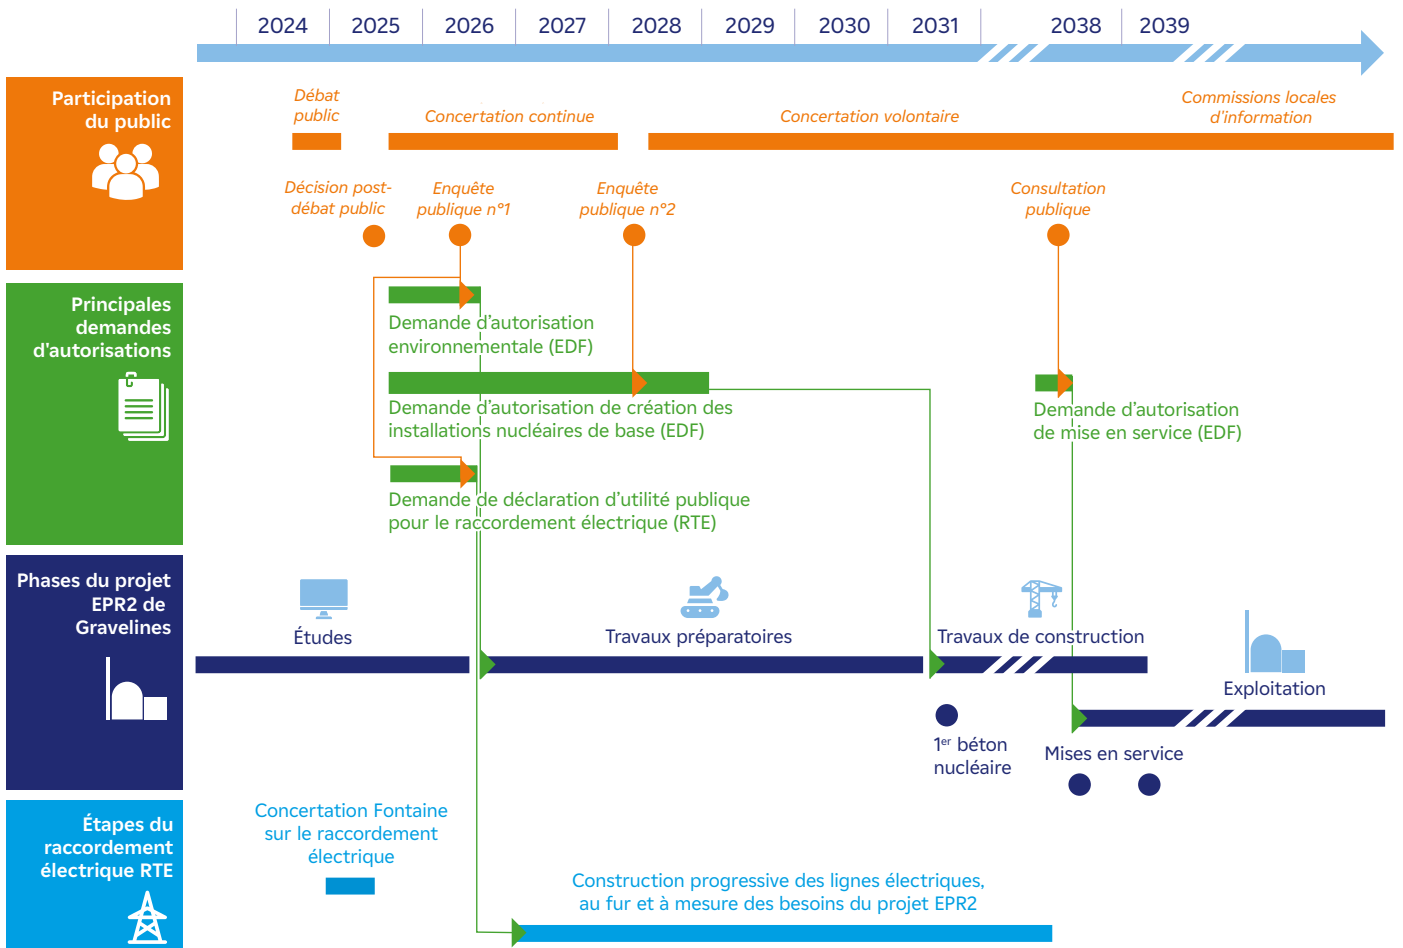 2024 2025 2026 2027 2028 2029 2030 2031 2038 2039
Participation
du public
Débat
public
Concertation continue
Concertation volontaire
Commissions locales
d'information
Décision post-
débat public
Enquête
publique n°1
Enquête
publique n°2
Consultation
publique
Principales
demandes
d'autorisations
Demande d'autorisation
environnementale (EDF)
Demande d'autorisation de création des
installations nucléaires de base (EDF)
Demande d'autorisation
de mise en service (EDF)
Demande de déclaration d'utilité publique
pour le raccordement électrique (RTE)
Phases du projet
EPR2 de
Gravelines
Études
Travaux préparatoires
Travaux de construction
Exploitation
1er béton
nucléaire
Mises en service
Étapes du
raccordement
électrique RTE
Concertation Fontaine
sur le raccordement
électrique
Construction progressive des lignes électriques,
au fur et à mesure des besoins du projet EPR2